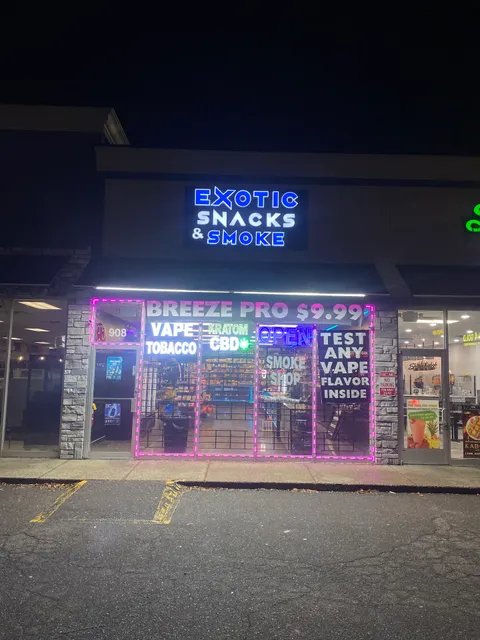 EXOTIC
SNACKS
& SMOKE
BREEZE PRO $9.99
908
VAPE
TOBACCO
KRATOM
CBD
OPEN
SMOKE
SHOP
TEST
ANY
VAPE
FLAVOR
INSIDE